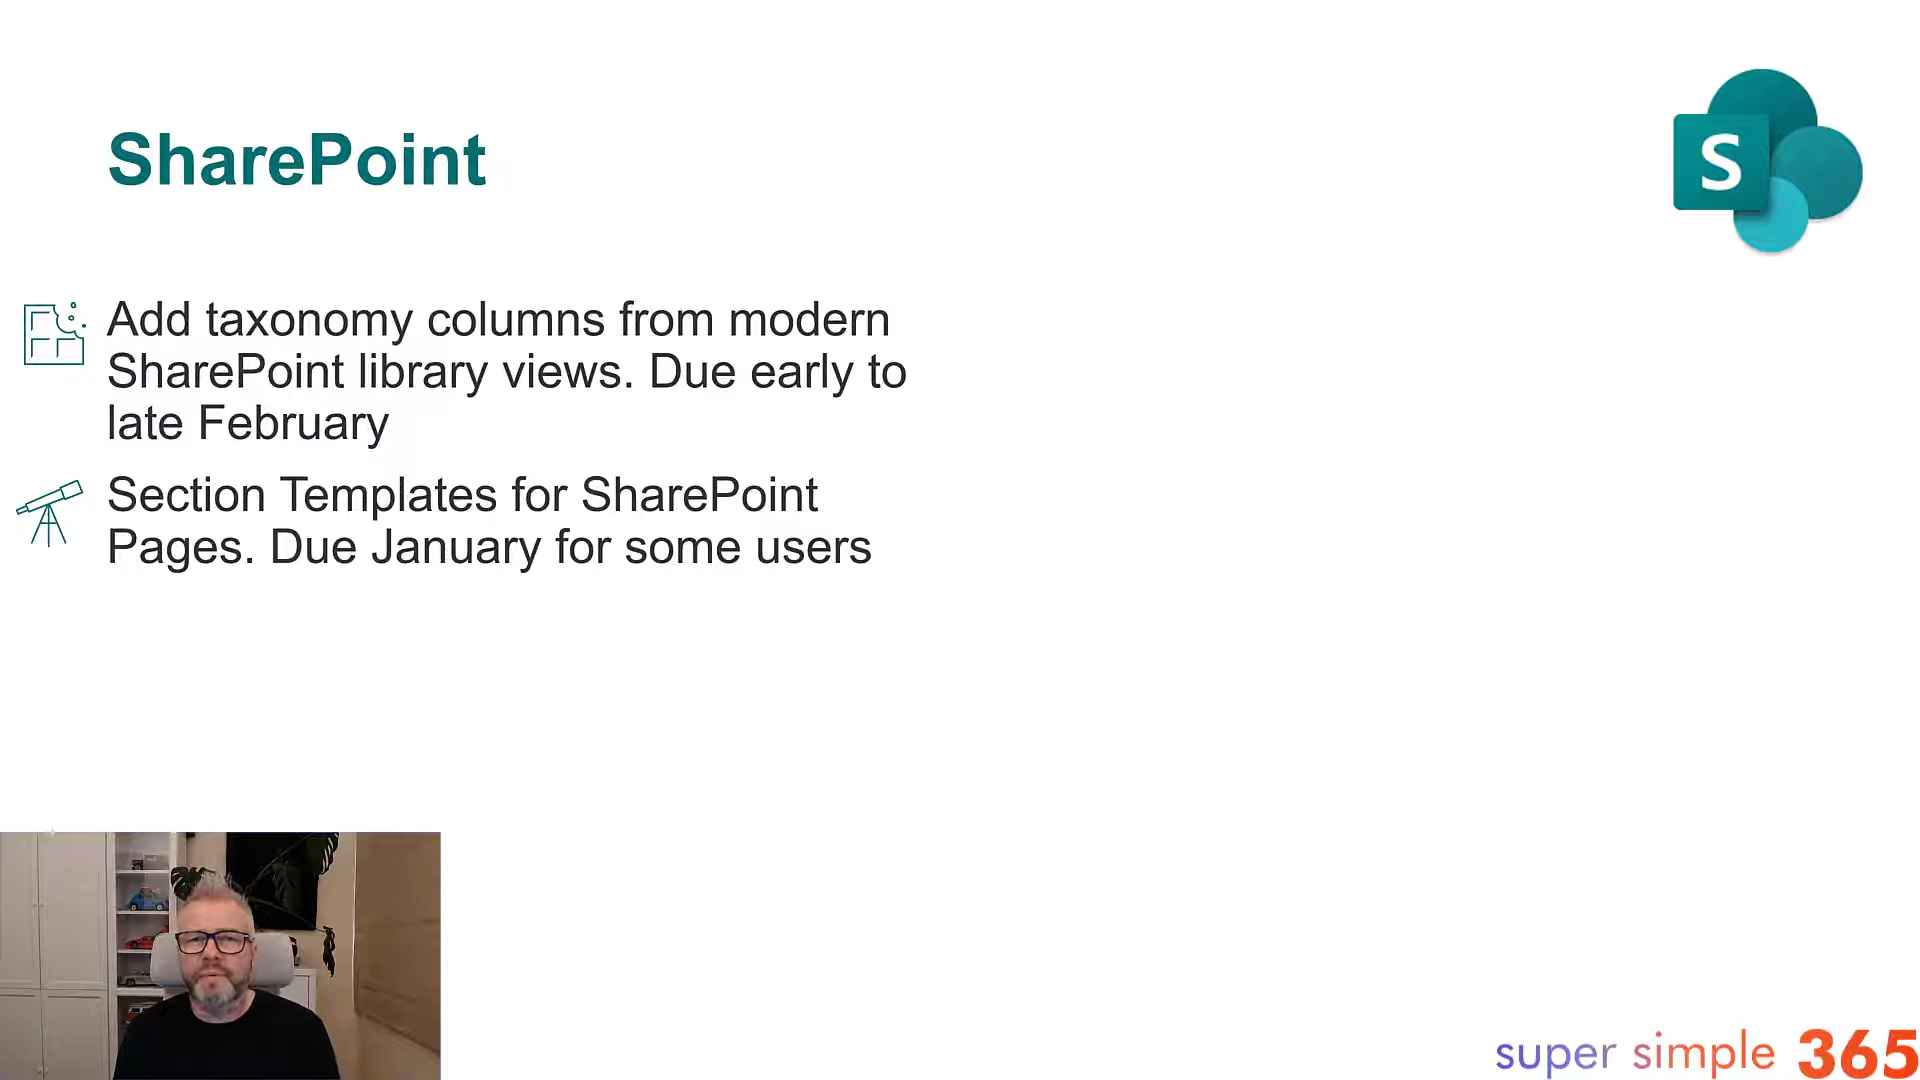 SharePoint
S
Add taxonomy columns from modern
SharePoint library views. Due early to
late February
Section Templates for SharePoint
Pages. Due January for some users
super simple 365